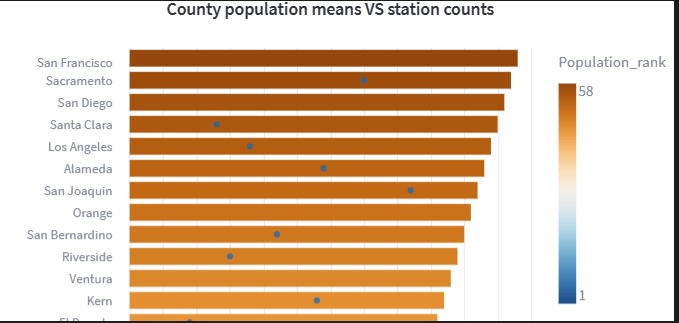 County population means VS station counts
San Francisco
Sacramento
San Diego
Santa Clara
Los Angeles
Alameda
San Joaquin
Orange
San Bernardino
Riverside
Ventura
Kern
Population_rank
58
1